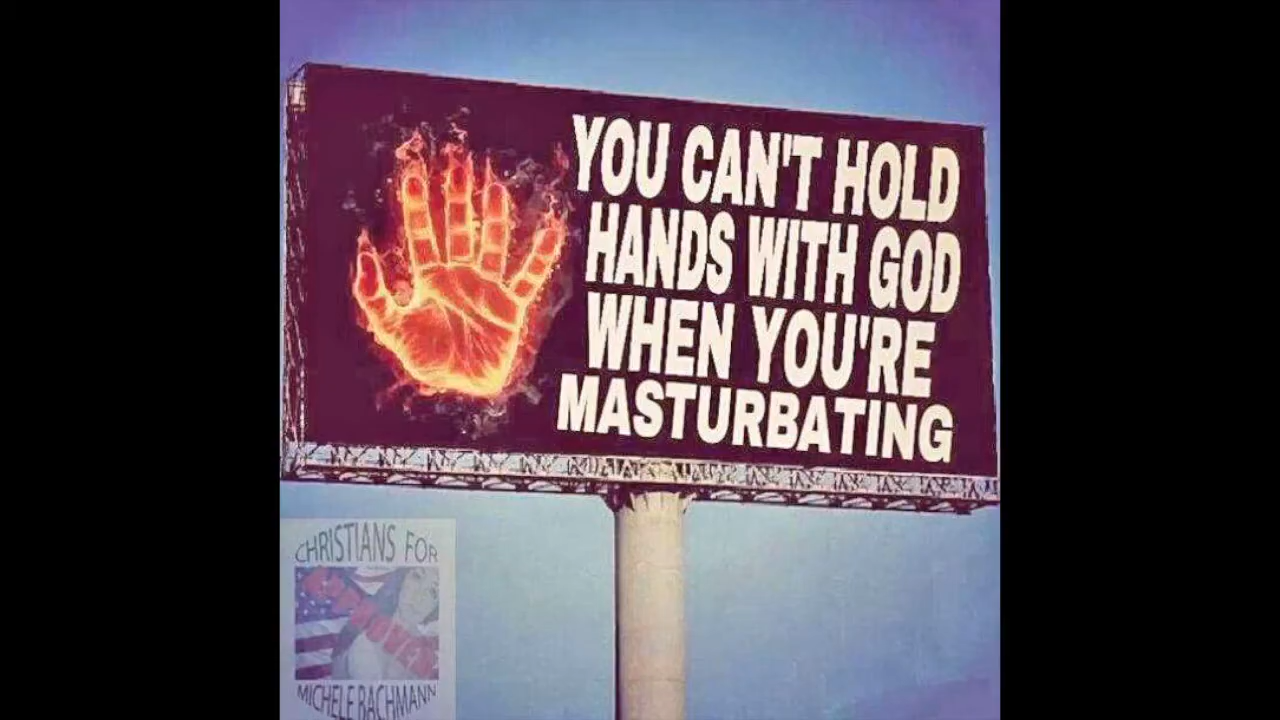 YOU CAN'T HOLD
HANDS WITH GOD
WHEN YOU'RE
MASTURBATING
CHRISTIANS FOR
MICHELE BACHMANN